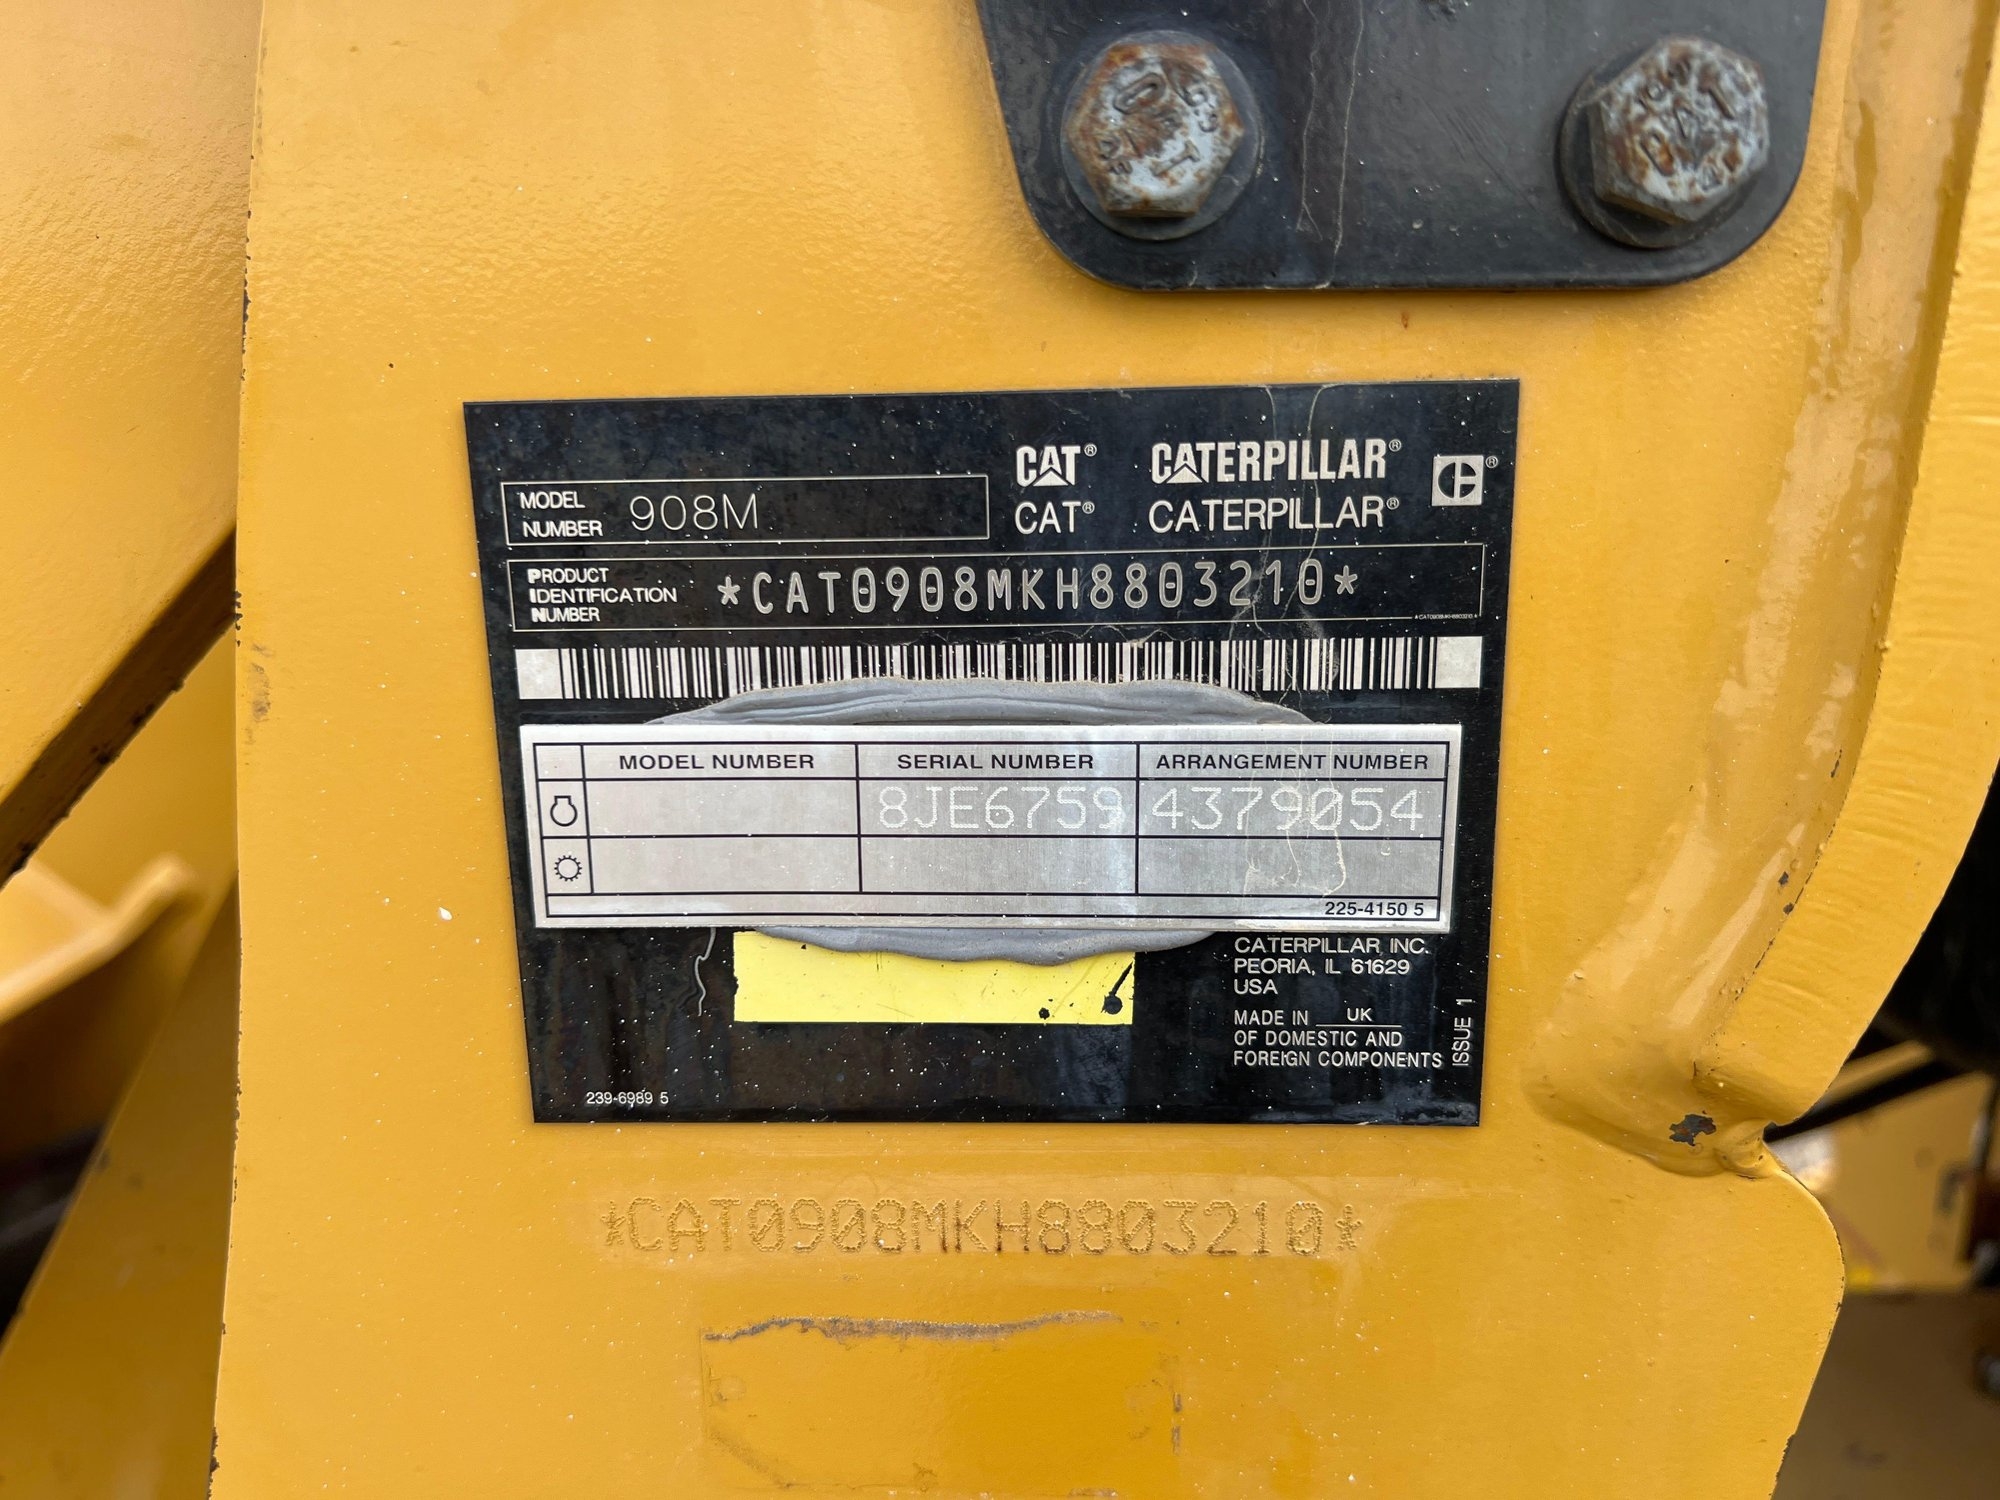 MODEL NUMBER 908M
CAT® CATERPILLAR®
CAT® CATERPILLAR®
PRODUCT IDENTIFICATION NUMBER *CAT0908MKH8803210*
*CAT0908MKH8803210*
MODEL NUMBER SERIAL NUMBER ARRANGEMENT NUMBER
8JE6759 4379054
225-4150 5
CATERPILLAR INC.
PEORIA, IL 61629
USA
MADE IN UK
OF DOMESTIC AND
FOREIGN COMPONENTS
ISSUE 1
239-6989 5
*CAT0908MKH8803210*